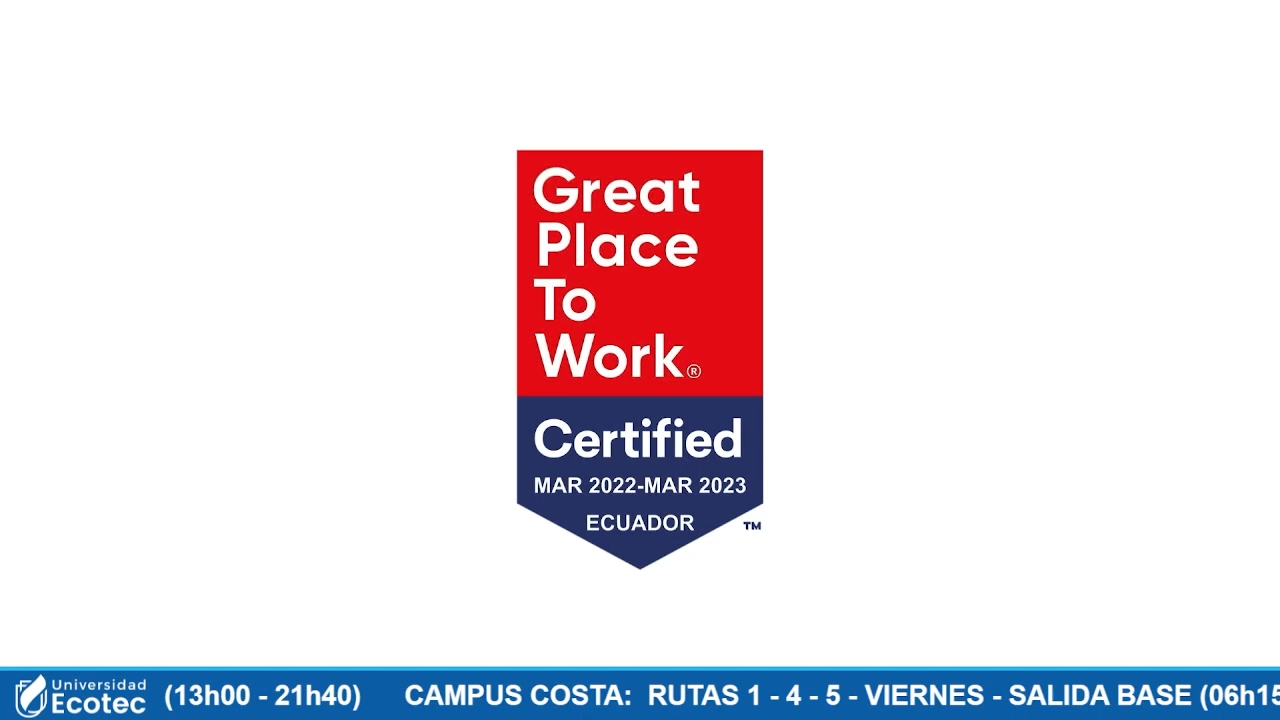 Great
Place
To
Work®
Certified
MAR 2022-MAR 2023
ECUADOR
™
Universidad
Ecotec
(13h00 - 21h40) CAMPUS COSTA: RUTAS 1 - 4 - 5 - VIERNES - SALIDA BASE (06h15